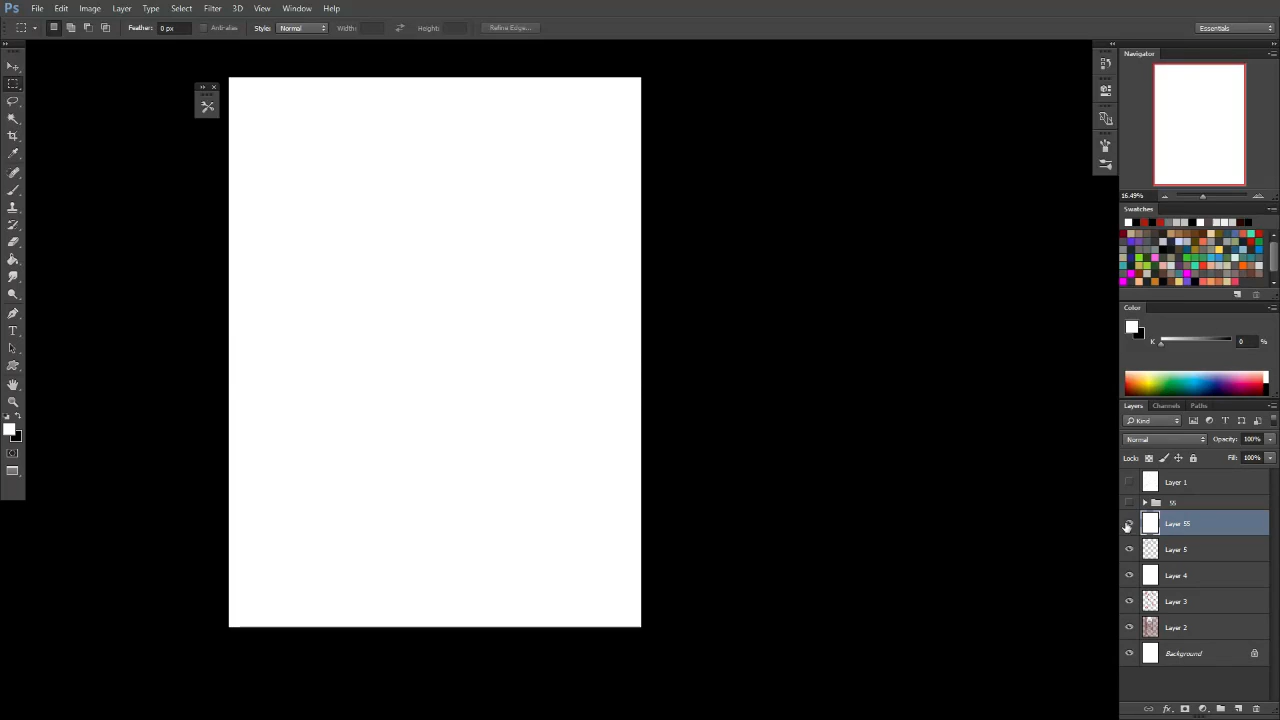 Ps File Edit Image Layer Type Select Filter 3D View Window Help
Feather: 0 px Anti-alias Style: Normal Width: Height: Refine Edge... Essentials
Navigator
16.49%
Swatches
Color
K 0 %
Layers Channels Paths
Kind
Normal Opacity: 100%
Lock: Fill: 100%
Layer 1
55
Layer 55
Layer 5
Layer 4
Layer 3
Layer 2
Background
T